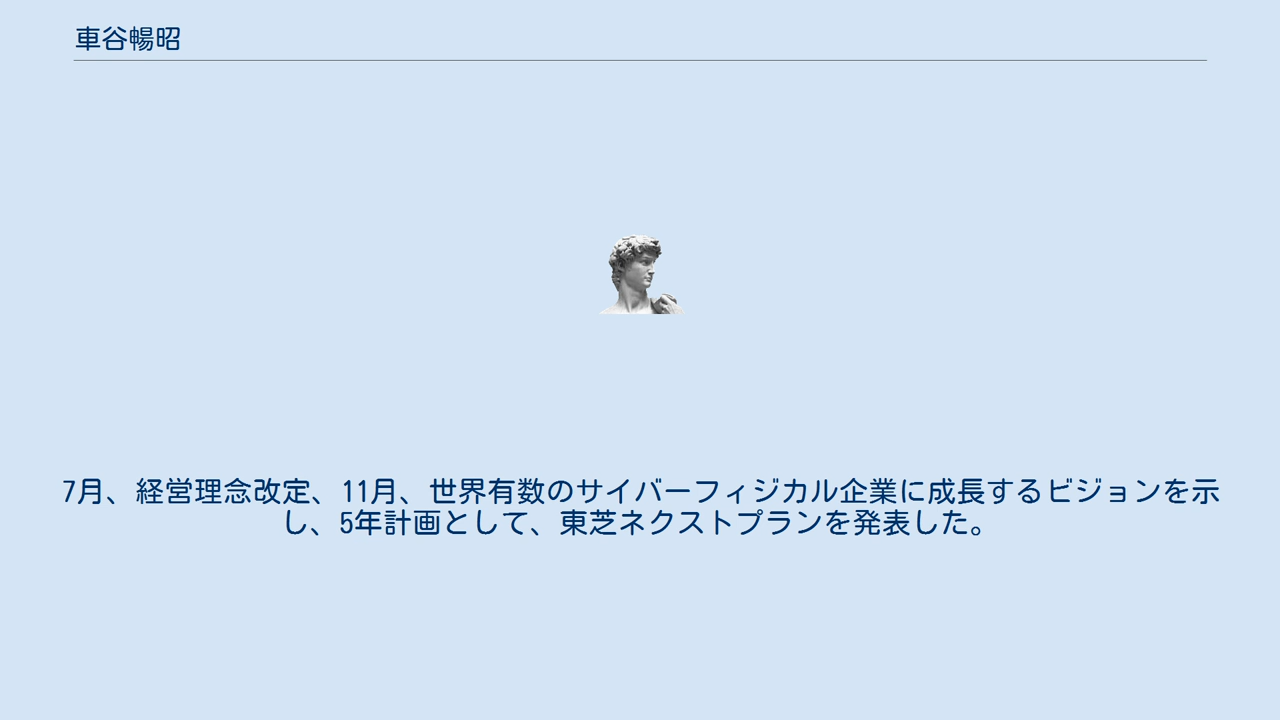 車谷暢昭
7月、経営理念改定、11月、世界有数のサイバーフィジカル企業に成長するビジョンを示
し、5年計画として、東芝ネクストプランを発表した。